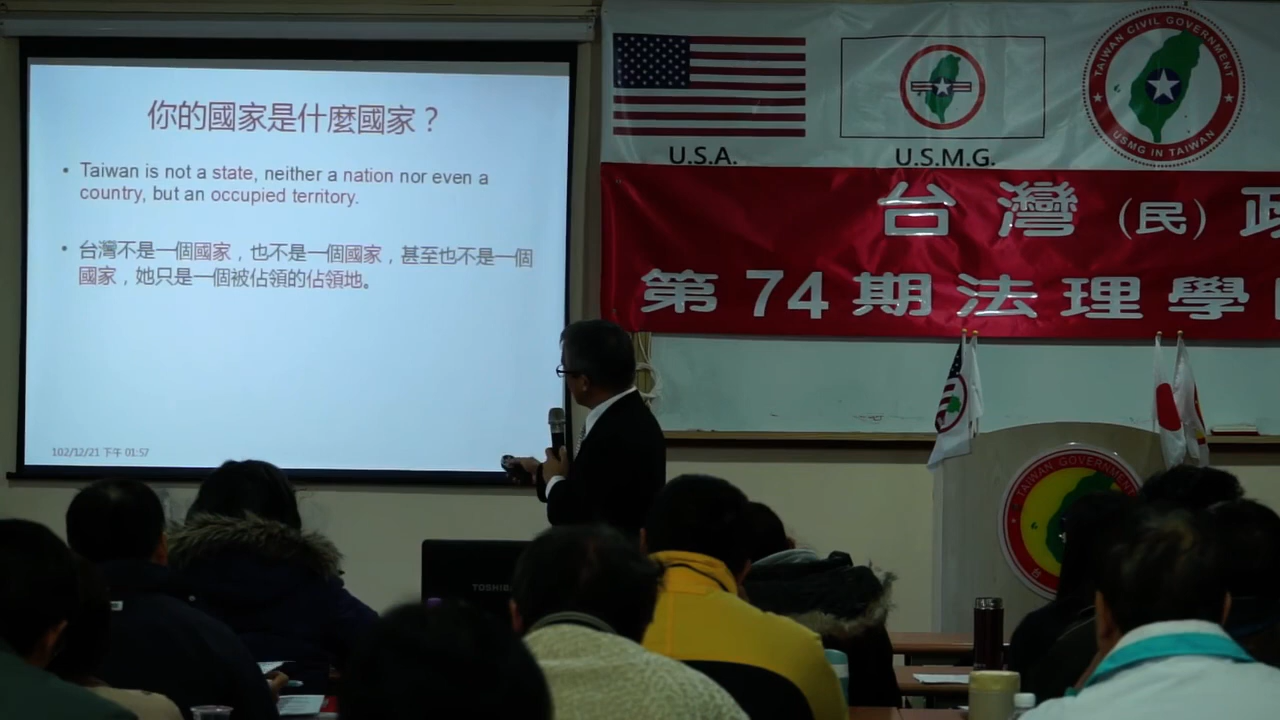 你的國家是什麼國家？
• Taiwan is not a state, neither a nation nor even a
country, but an occupied territory.
• 台灣不是一個國家，也不是一個國家，甚至也不是一個
國家，她只是一個被佔領的佔領地。
102/12/21 下午 01:57
U.S.A.
U.S.M.G.
TAIWAN CIVIL GOVERNMENT
USMG IN TAIWAN
台灣(民)政
第74期法理學
TOSHIBA
TAIWAN GOVERNMENT